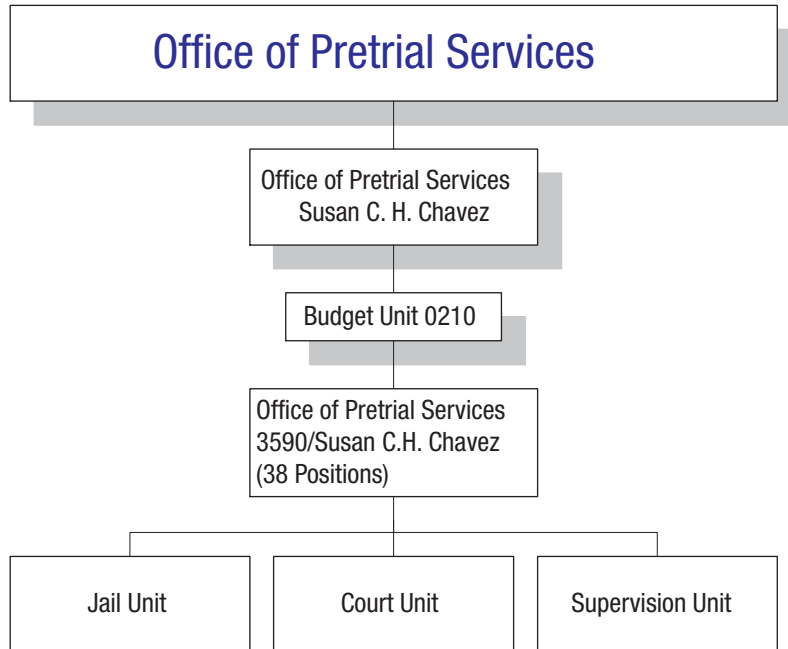 Office of Pretrial Services
Office of Pretrial Services
Susan C. H. Chavez
Budget Unit 0210
Office of Pretrial Services
3590/Susan C.H. Chavez
(38 Positions)
Jail Unit
Court Unit
Supervision Unit